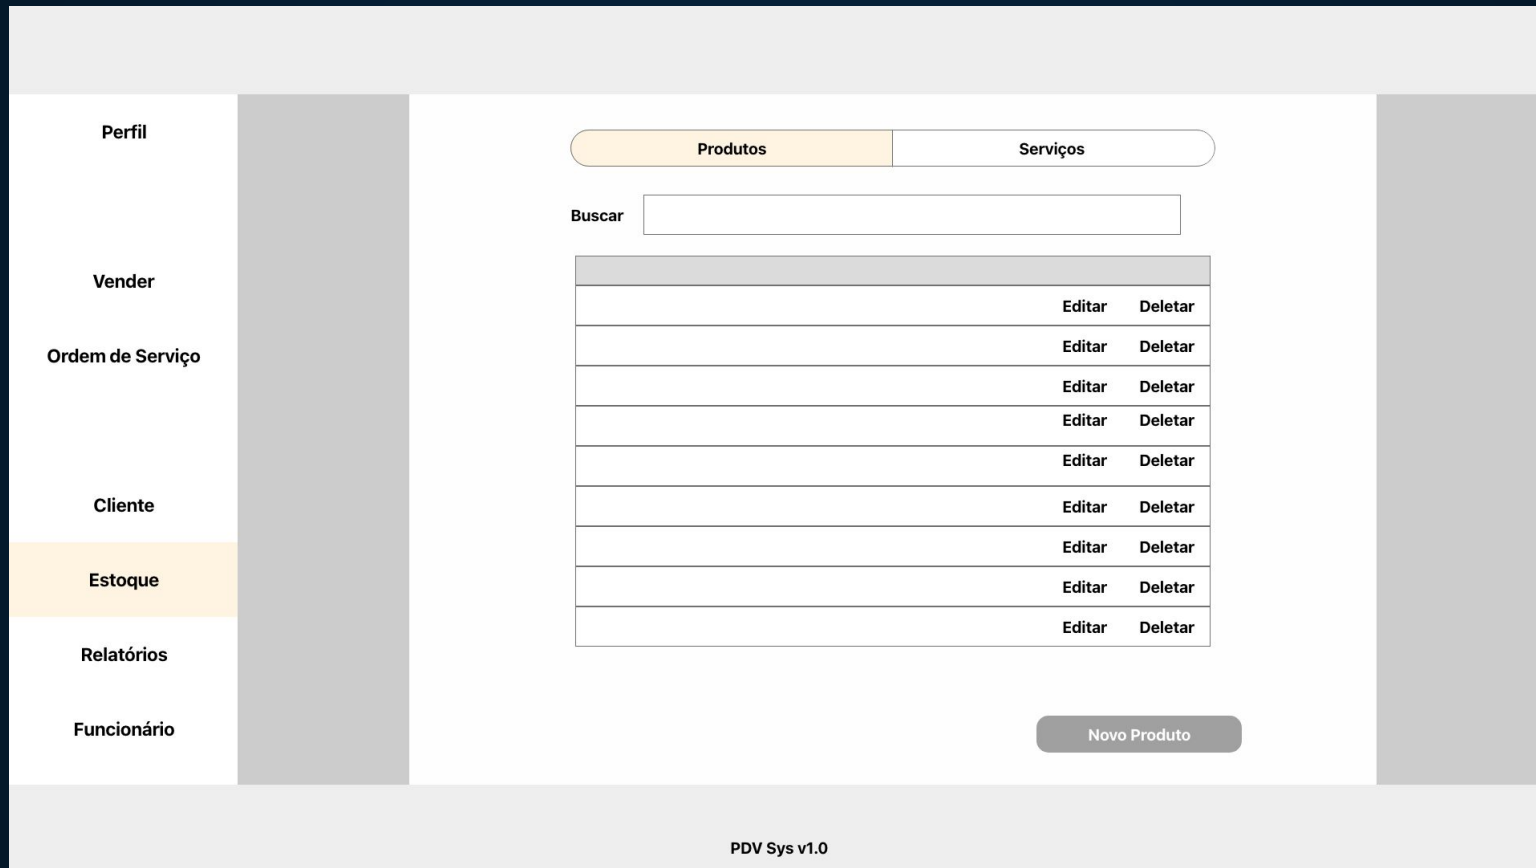 Perfil
Vender
Ordem de Serviço
Cliente
Estoque
Relatórios
Funcionário
Produtos Serviços
Buscar
Editar Deletar
Editar Deletar
Editar Deletar
Editar Deletar
Editar Deletar
Editar Deletar
Editar Deletar
Editar Deletar
Editar Deletar
Novo Produto
PDV Sys v1.0